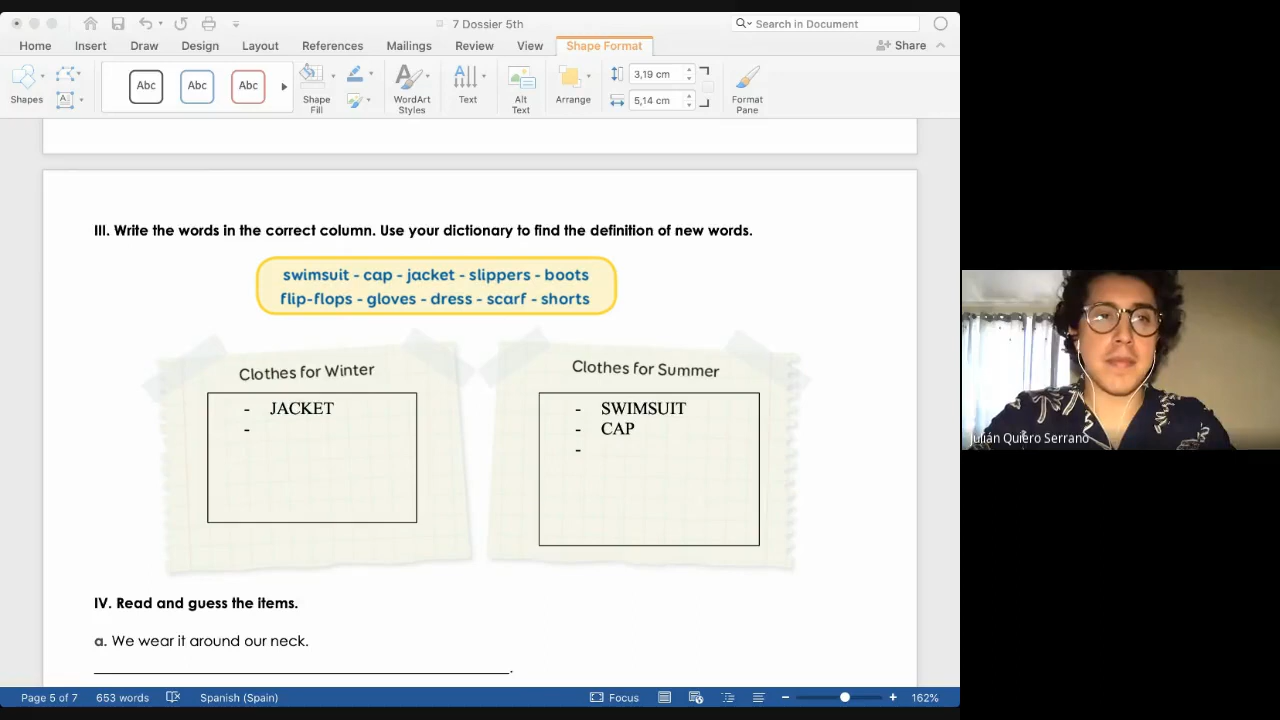 7 Dossier 5th
Search in Document
Home Insert Draw Design Layout References Mailings Review View Shape Format Share
Abc Abc Abc
3,19 cm
5,14 cm
Shapes
Shape Fill
WordArt Styles
Text
Alt Text
Arrange
Format Pane
III. Write the words in the correct column. Use your dictionary to find the definition of new words.
swimsuit - cap - jacket - slippers - boots
flip-flops - gloves - dress - scarf - shorts
Clothes for Winter
- JACKET
-
Clothes for Summer
- SWIMSUIT
- CAP
-
Julián Quiero Serrano
IV. Read and guess the items.
a. We wear it around our neck.
.
Page 5 of 7 653 words Spanish (Spain) Focus 162%